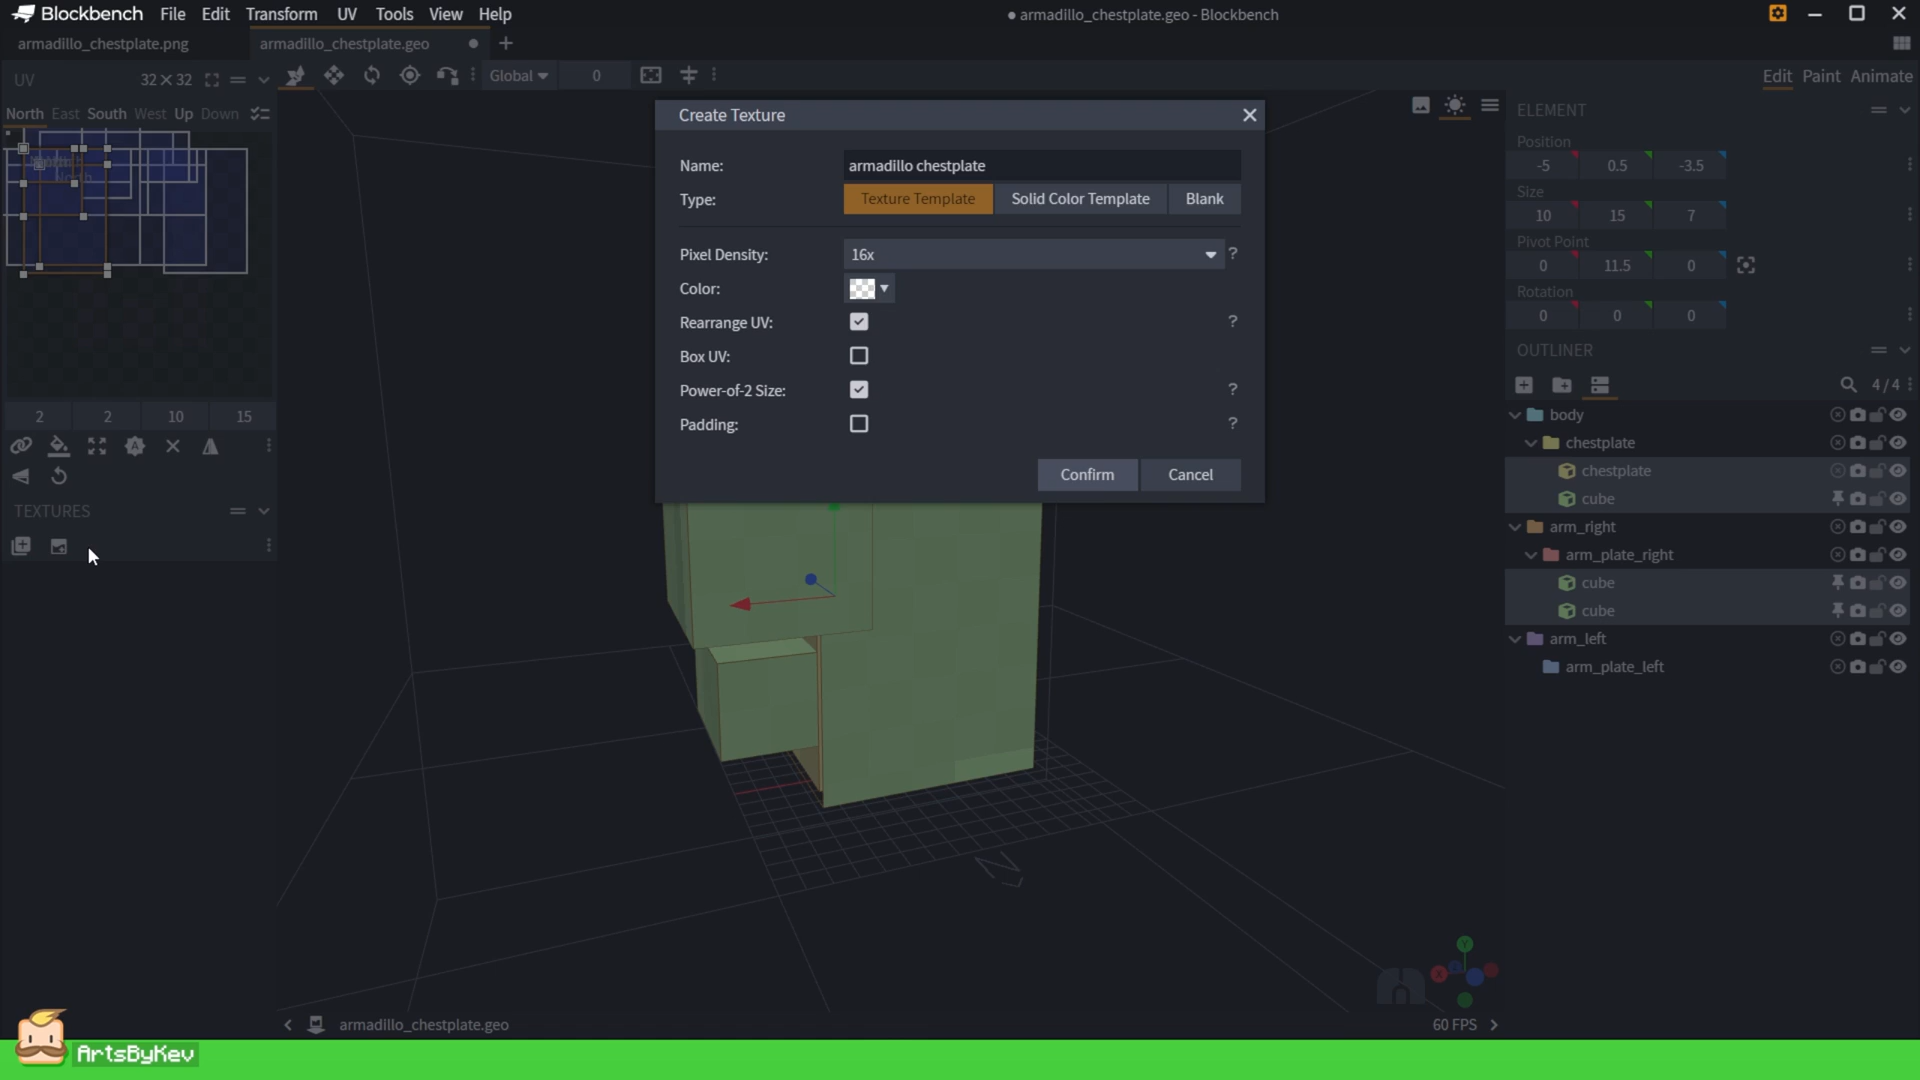 Blockbench File Edit Transform UV Tools View Help
● armadillo_chestplate.geo - Blockbench
armadillo_chestplate.png armadillo_chestplate.geo
UV 32×32
Global 0
Edit Paint Animate
North East South West Up Down
North
2 2 10 15
TEXTURES
Create Texture
Name: armadillo chestplate
Type: Texture Template Solid Color Template Blank
Pixel Density: 16x ?
Color:
Rearrange UV: ?
Box UV:
Power-of-2 Size: ?
Padding: ?
Confirm Cancel
ELEMENT
Position
-5 0.5 -3.5
Size
10 15 7
Pivot Point
0 11.5 0
Rotation
0 0 0
OUTLINER
4/4
body
chestplate
chestplate
cube
arm_right
arm_plate_right
cube
cube
arm_left
arm_plate_left
N
Y
X
armadillo_chestplate.geo
60 FPS
ArtsByKev